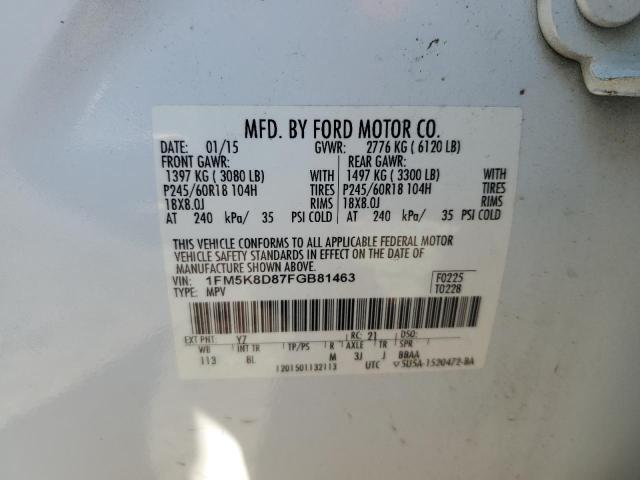 MFD. BY FORD MOTOR CO.
DATE: 01/15 GVWR: 2776 KG ( 6120 LB)
FRONT GAWR: REAR GAWR:
1397 KG ( 3080 LB) WITH 1497 KG ( 3300 LB) WITH
P245/60R18 104H TIRES P245/60R18 104H TIRES
18X8.0J RIMS 18X8.0J RIMS
AT 240 kPa/ 35 PSI COLD AT 240 kPa/ 35 PSI COLD
THIS VEHICLE CONFORMS TO ALL APPLICABLE FEDERAL MOTOR
VEHICLE SAFETY STANDARDS IN EFFECT ON THE DATE OF
MANUFACTURE SHOWN ABOVE.
VIN: 1FM5K8D87FGB81463 F0225
TYPE: MPV T0228
EXT PNT: Y7 RC: 21 DSO:
WB INT TR TP/PS R AXLE TR SPR
113 BL M 3J J BBAA
1201501132113 UTC 5U5A-1520472-BA